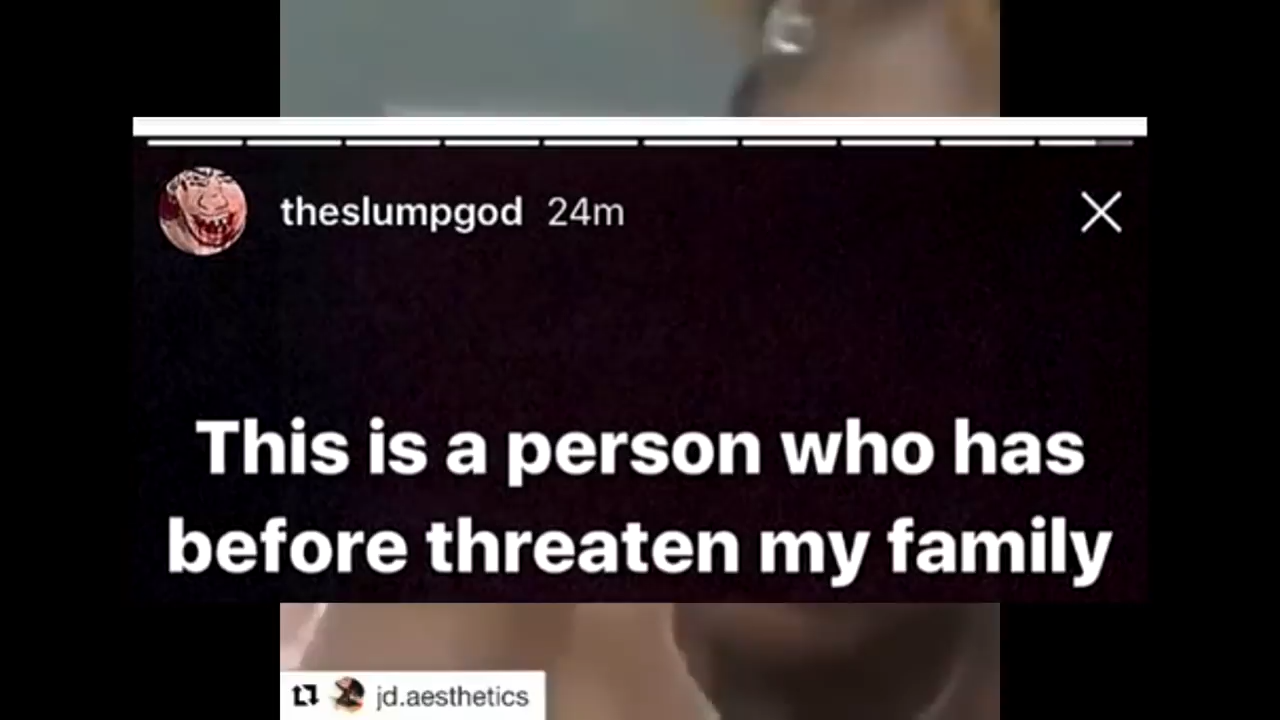 theslumpgod 24m
This is a person who has
before threaten my family
jd.aesthetics